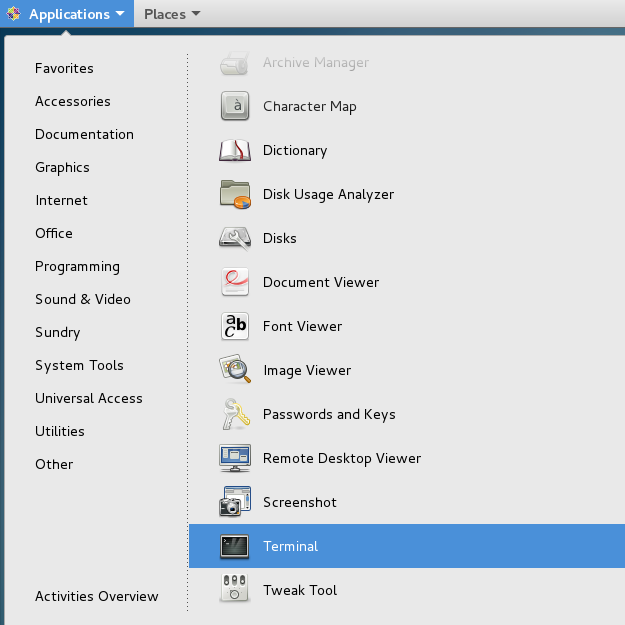 Applications Places
Favorites
Accessories
Documentation
Graphics
Internet
Office
Programming
Sound & Video
Sundry
System Tools
Universal Access
Utilities
Other
Activities Overview
Archive Manager
à
Character Map
Dictionary
Disk Usage Analyzer
Disks
Document Viewer
abc
Font Viewer
Image Viewer
Passwords and Keys
Remote Desktop Viewer
Screenshot
Terminal
Tweak Tool